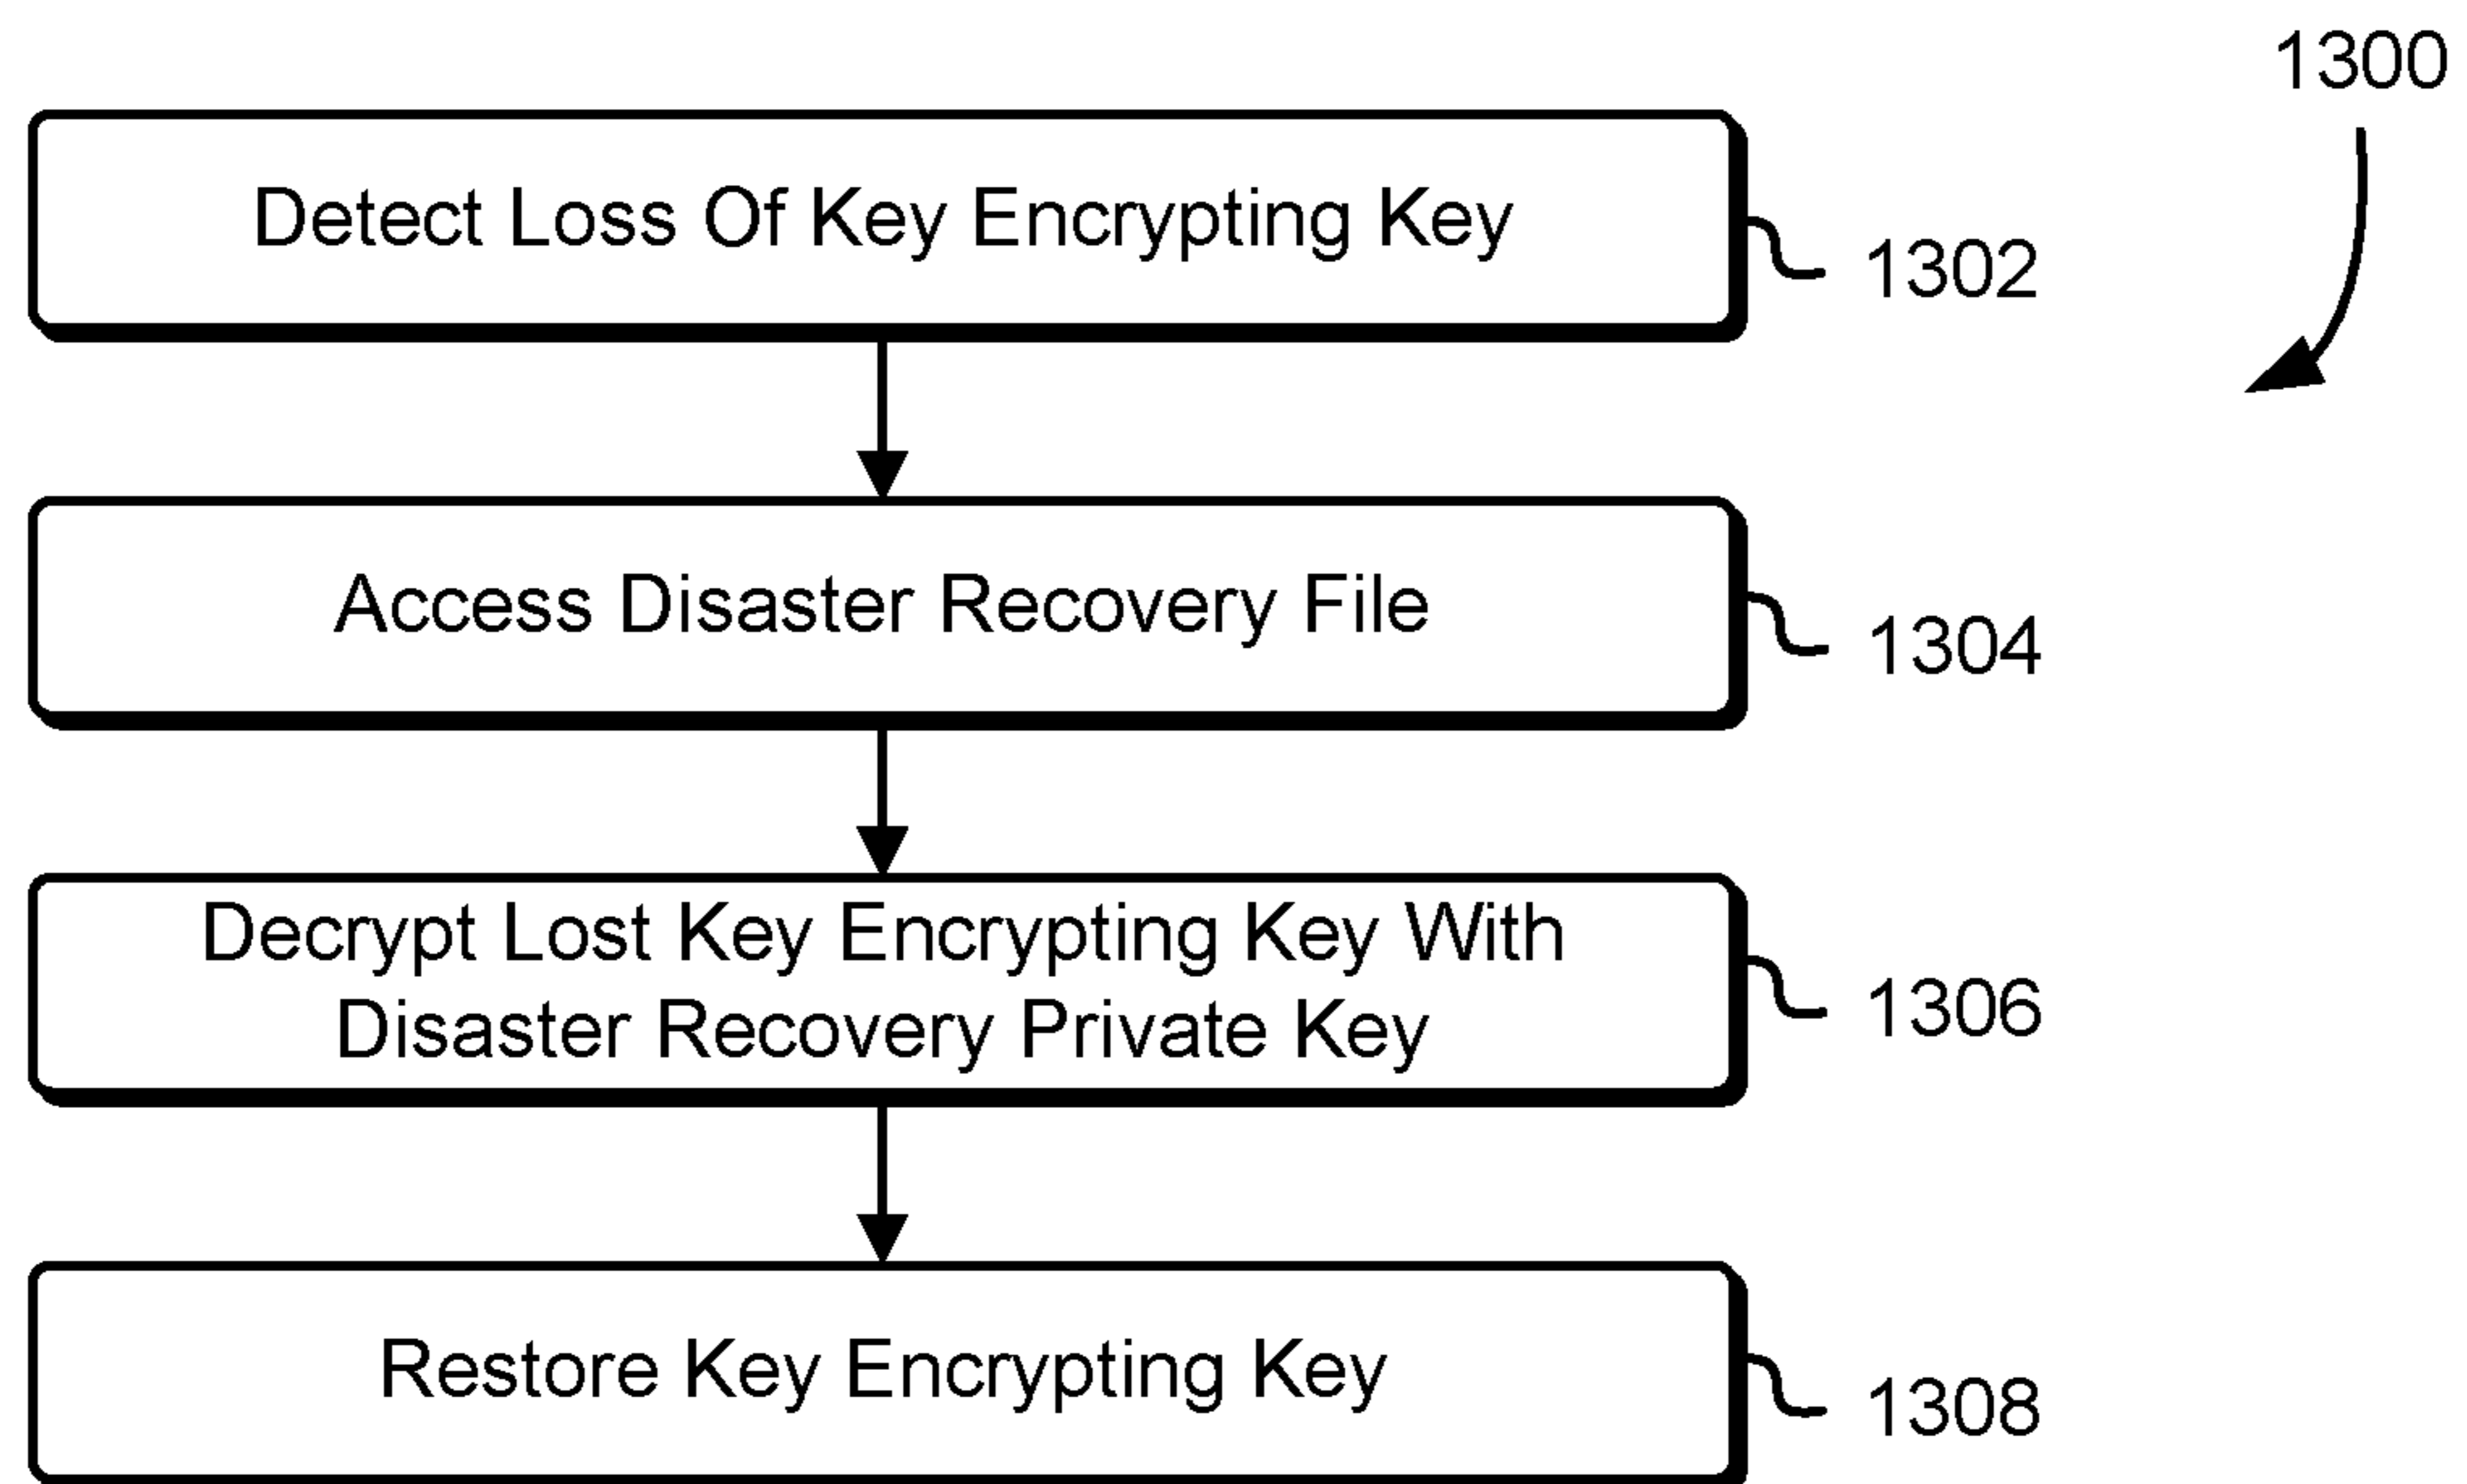 1300
Detect Loss Of Key Encrypting Key
1302
Access Disaster Recovery File
1304
Decrypt Lost Key Encrypting Key With
Disaster Recovery Private Key
1306
Restore Key Encrypting Key
1308